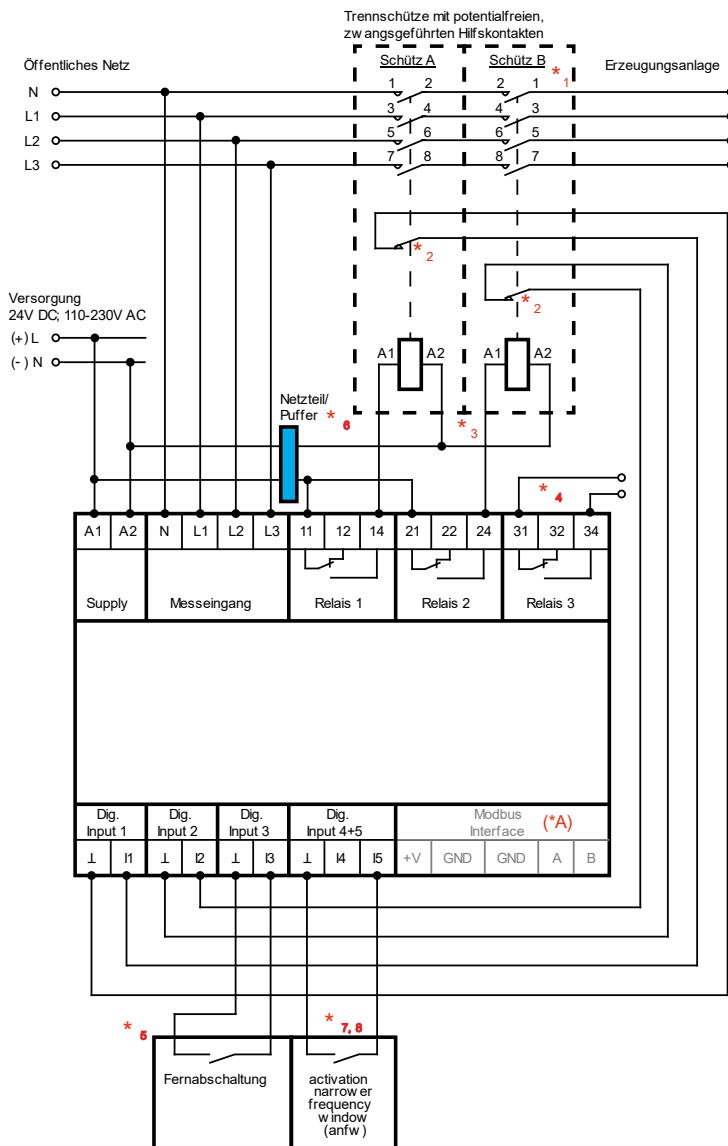 Trennschütze mit potentialfreien,
zwangsgeführten Hilfskontakten
Öffentliches Netz
Schütz A
Schütz B
* 1
Erzeugungsanlage
N
1 2 2 1
L1
3 4 4 3
L2
5 6 6 5
L3
7 8 8 7
* 2
* 2
Versorgung
24V DC; 110-230V AC
(+) L
(-) N
A1 A2 A1 A2
Netzteil/
Puffer * 6
* 3
* 4
A1 A2 N L1 L2 L3 11 12 14 21 22 24 31 32 34
Supply Messeingang Relais 1 Relais 2 Relais 3
Dig.
Input 1
Dig.
Input 2
Dig.
Input 3
Dig.
Input 4+5
Modbus
Interface
(*A)
⊥ I1 ⊥ I2 ⊥ I3 ⊥ I4 I5 +V GND GND A B
* 5
* 7, 8
Fernabschaltung
activation
narrower
frequency
window
(anfw)